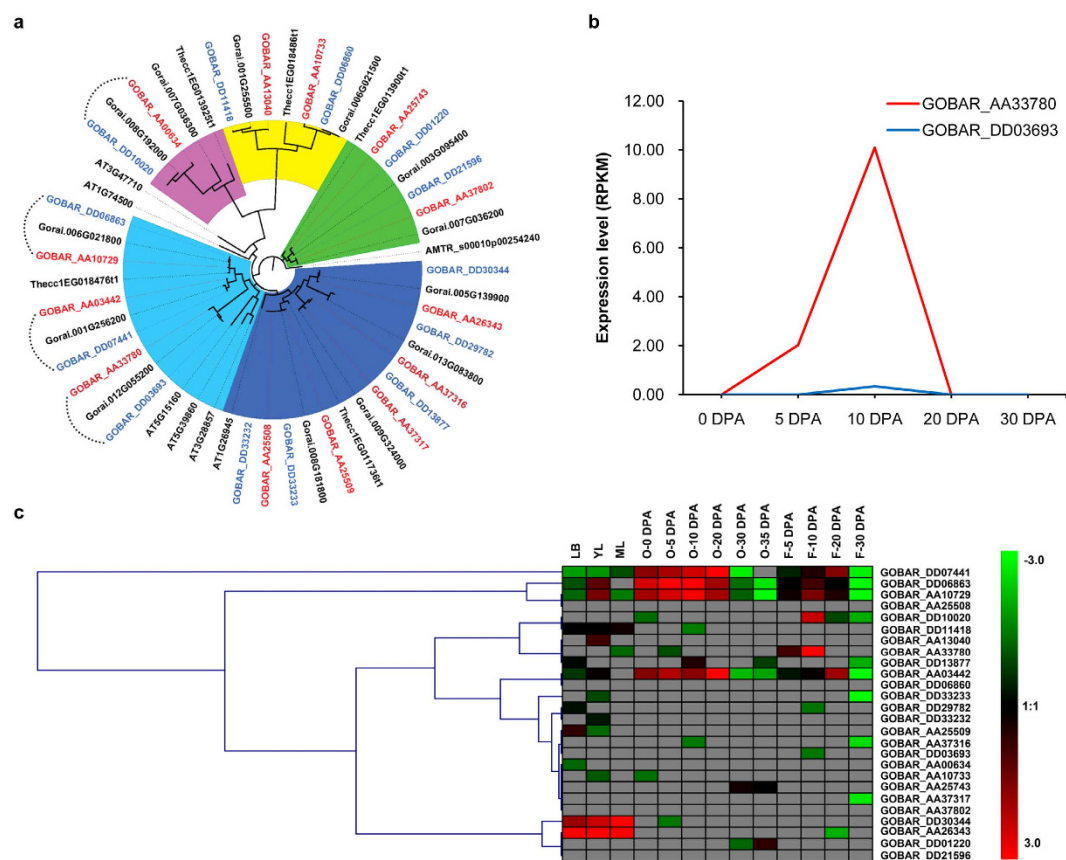 a
GOBAR_DD10020
Gorai.008G192000
GOBAR_AA00634
Gorai.007G036300
Thecc1EG013925t1
GOBAR_DD11418
Gorai.001G255500
GOBAR_AA13040
Thecc1EG018486t1
GOBAR_AA10733
GOBAR_DD06860
Gorai.006G021500
Thecc1EG013900t1
GOBAR_AA25743
GOBAR_DD01220
Gorai.003G095400
GOBAR_DD21596
GOBAR_AA37802
Gorai.007G036200
AMTR_s00010p00254240
GOBAR_DD30344
Gorai.005G139900
GOBAR_AA26343
GOBAR_DD29782
Gorai.013G083800
GOBAR_AA37316
GOBAR_DD13877
GOBAR_AA37317
Gorai.009G324000
Thecc1EG011736t1
GOBAR_AA25509
Gorai.008G181800
GOBAR_DD33233
GOBAR_AA25508
GOBAR_DD33232
AT1G26945
AT3G28857
AT5G39860
AT5G15160
GOBAR_DD03693
Gorai.012G055200
GOBAR_AA33780
GOBAR_DD07441
Gorai.001G256200
GOBAR_AA03442
Thecc1EG018476t1
GOBAR_AA10729
Gorai.006G021800
GOBAR_DD06863
AT1G74500
AT3G47710
b
Expression level (RPKM)
12.00
10.00
8.00
6.00
4.00
2.00
0.00
GOBAR_AA33780
GOBAR_DD03693
0 DPA 5 DPA 10 DPA 20 DPA 30 DPA
c
LB YL ML O-0 DPA O-5 DPA O-10 DPA O-20 DPA O-30 DPA O-35 DPA F-5 DPA F-10 DPA F-20 DPA F-30 DPA
GOBAR_DD07441
GOBAR_DD06863
GOBAR_AA10729
GOBAR_AA25508
GOBAR_DD10020
GOBAR_DD11418
GOBAR_AA13040
GOBAR_AA33780
GOBAR_DD13877
GOBAR_AA03442
GOBAR_DD06860
GOBAR_DD33233
GOBAR_DD29782
GOBAR_DD33232
GOBAR_AA25509
GOBAR_AA37316
GOBAR_DD03693
GOBAR_AA00634
GOBAR_AA10733
GOBAR_AA25743
GOBAR_AA37317
GOBAR_AA37802
GOBAR_DD30344
GOBAR_AA26343
GOBAR_DD01220
GOBAR_DD21596
-3.0
1:1
3.0